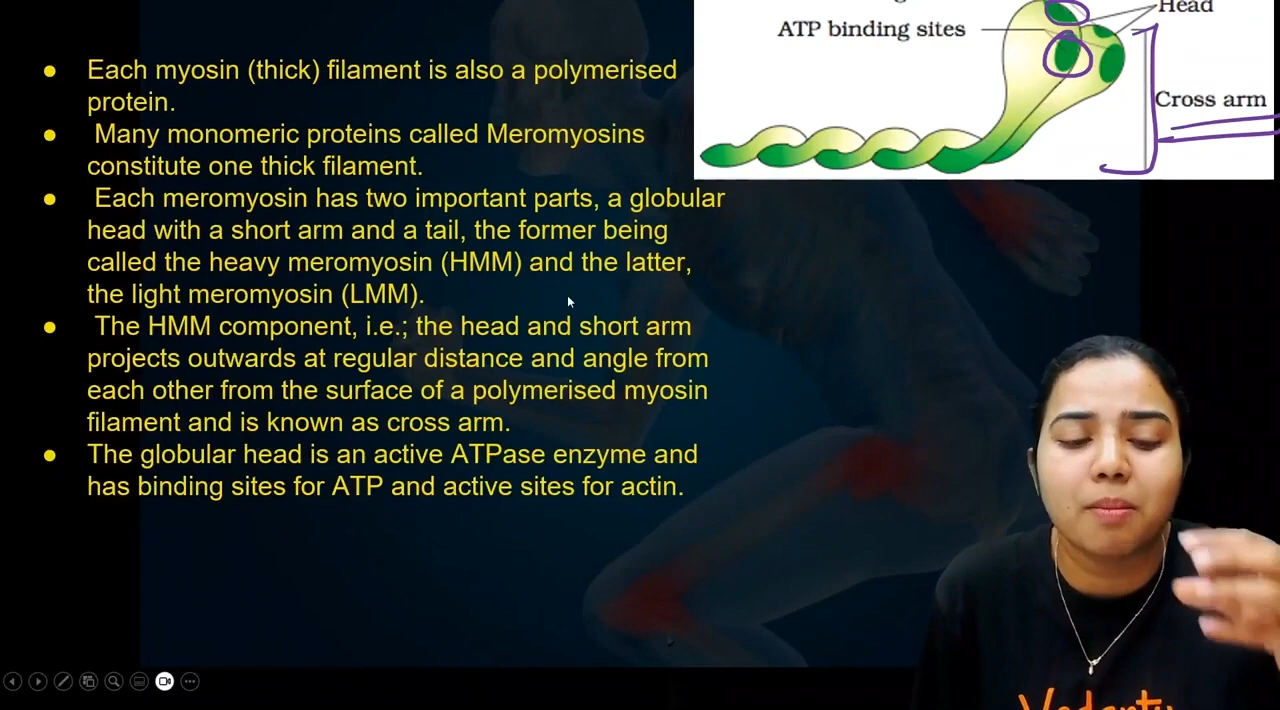 Head
ATP binding sites
Cross arm
● Each myosin (thick) filament is also a polymerised
protein.
● Many monomeric proteins called Meromyosins
constitute one thick filament.
● Each meromyosin has two important parts, a globular
head with a short arm and a tail, the former being
called the heavy meromyosin (HMM) and the latter,
the light meromyosin (LMM).
● The HMM component, i.e.; the head and short arm
projects outwards at regular distance and angle from
each other from the surface of a polymerised myosin
filament and is known as cross arm.
● The globular head is an active ATPase enzyme and
has binding sites for ATP and active sites for actin.